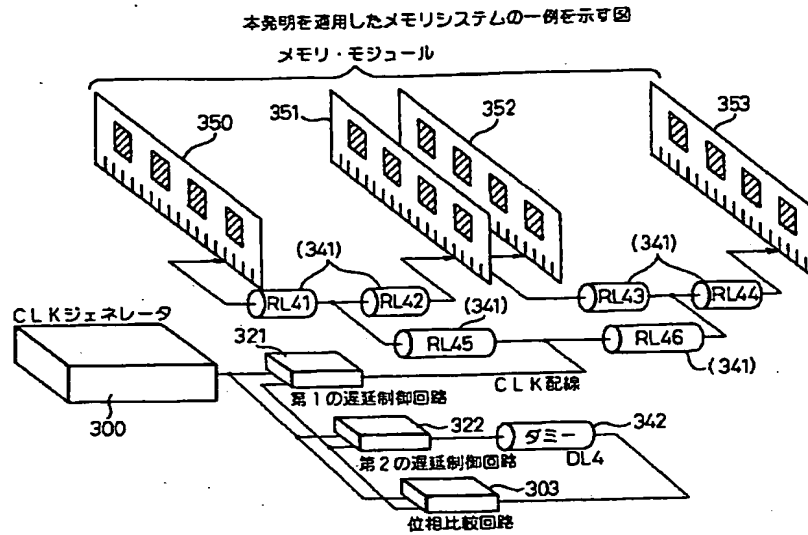 本発明を適用したメモリシステムの一例を示す図
メモリ・モジュール
350
351
352
353
(341)
(341)
RL41
RL42
RL43
RL44
(341)
RL45
RL46
(341)
CLKジェネレータ
300
321
CLK配線
第1の遅延制御回路
322
ダミー
342
DL4
第2の遅延制御回路
303
位相比較回路